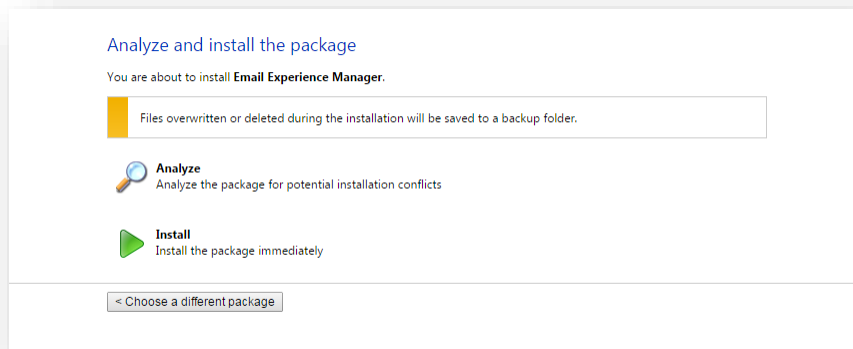 Analyze and install the package
You are about to install Email Experience Manager.
Files overwritten or deleted during the installation will be saved to a backup folder.
Analyze
Analyze the package for potential installation conflicts
Install
Install the package immediately
< Choose a different package